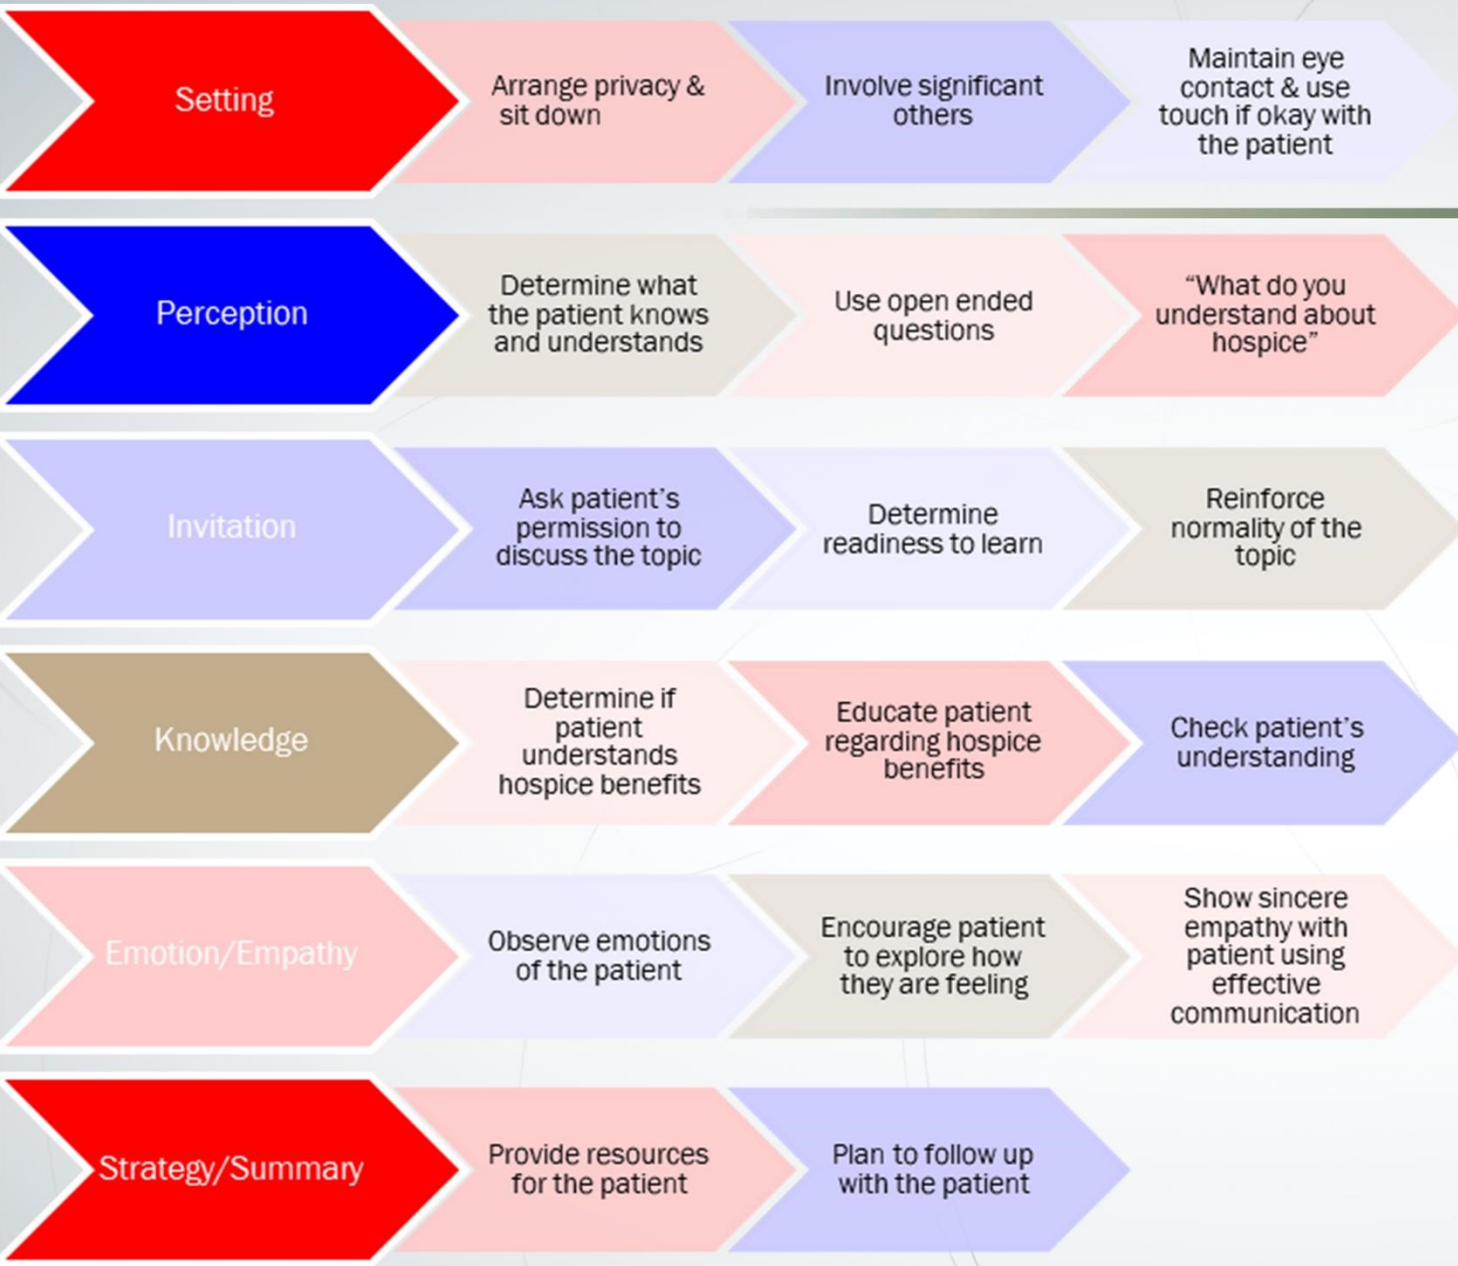 Setting
Arrange privacy &
sit down
Involve significant
others
Maintain eye
contact & use
touch if okay with
the patient
Perception
Determine what
the patient knows
and understands
Use open ended
questions
“What do you
understand about
hospice”
Invitation
Ask patient’s
permission to
discuss the topic
Determine
readiness to learn
Reinforce
normality of the
topic
Knowledge
Determine if
patient
understands
hospice benefits
Educate patient
regarding hospice
benefits
Check patient’s
understanding
Emotion/Empathy
Observe emotions
of the patient
Encourage patient
to explore how
they are feeling
Show sincere
empathy with
patient using
effective
communication
Strategy/Summary
Provide resources
for the patient
Plan to follow up
with the patient